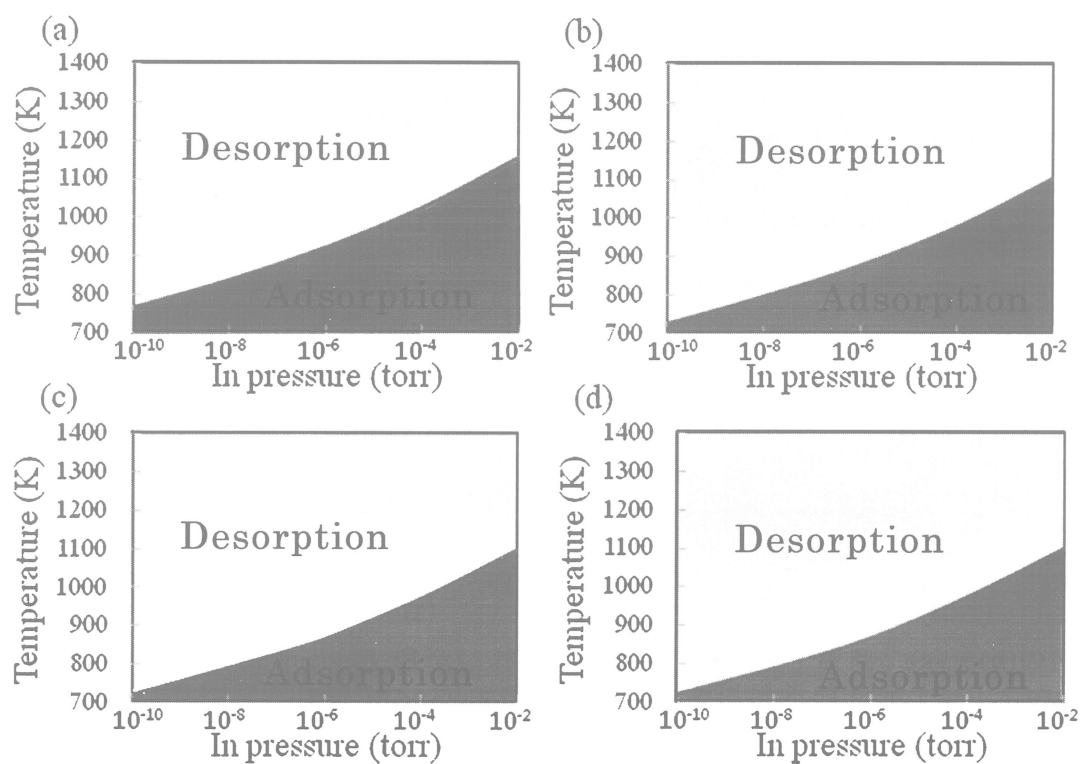 (a)
1400
1300
1200
1100
1000
900
800
700
Temperature (K)
Desorption
Adsorption
10-10
10-8
10-6
10-4
10-2
In pressure (torr)
(b)
1400
1300
1200
1100
1000
900
800
700
Temperature (K)
Desorption
Adsorption
10-10
10-8
10-6
10-4
10-2
In pressure (torr)
(c)
1400
1300
1200
1100
1000
900
800
700
Temperature (K)
Desorption
Adsorption
10-10
10-8
10-6
10-4
10-2
In pressure (torr)
(d)
1400
1300
1200
1100
1000
900
800
700
Temperature (K)
Desorption
Adsorption
10-10
10-8
10-6
10-4
10-2
In pressure (torr)